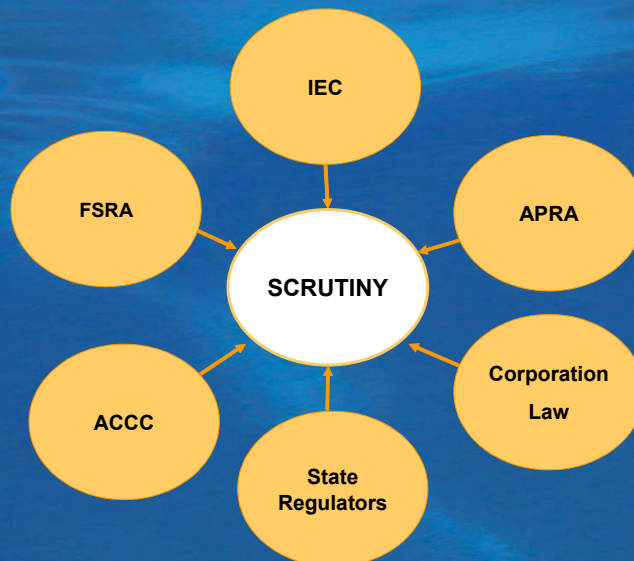 IEC
FSRA
APRA
SCRUTINY
Corporation
Law
ACCC
State
Regulators